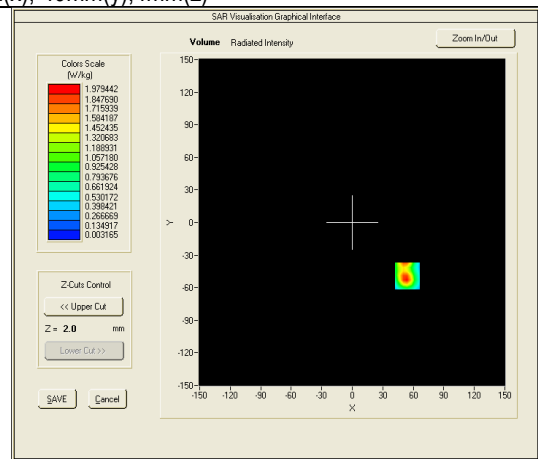 SAR Visualisation Graphical Interface
Volume Radiated Intensity
Zoom In/Out
Colors Scale
(W/kg)
1.979442
1.847690
1.715939
1.584187
1.452435
1.320683
1.188931
1.057180
0.925428
0.793676
0.661924
0.530172
0.398421
0.266669
0.134917
0.003165
Z-Cuts Control
<< Upper Cut
Z = 2.0 mm
Lower Cut >>
SAVE Cancel
150
120
90
60
30
0
-30
-60
-90
-120
-150
Y
-150 -120 -90 -60 -30 0 30 60 90 120 150
X